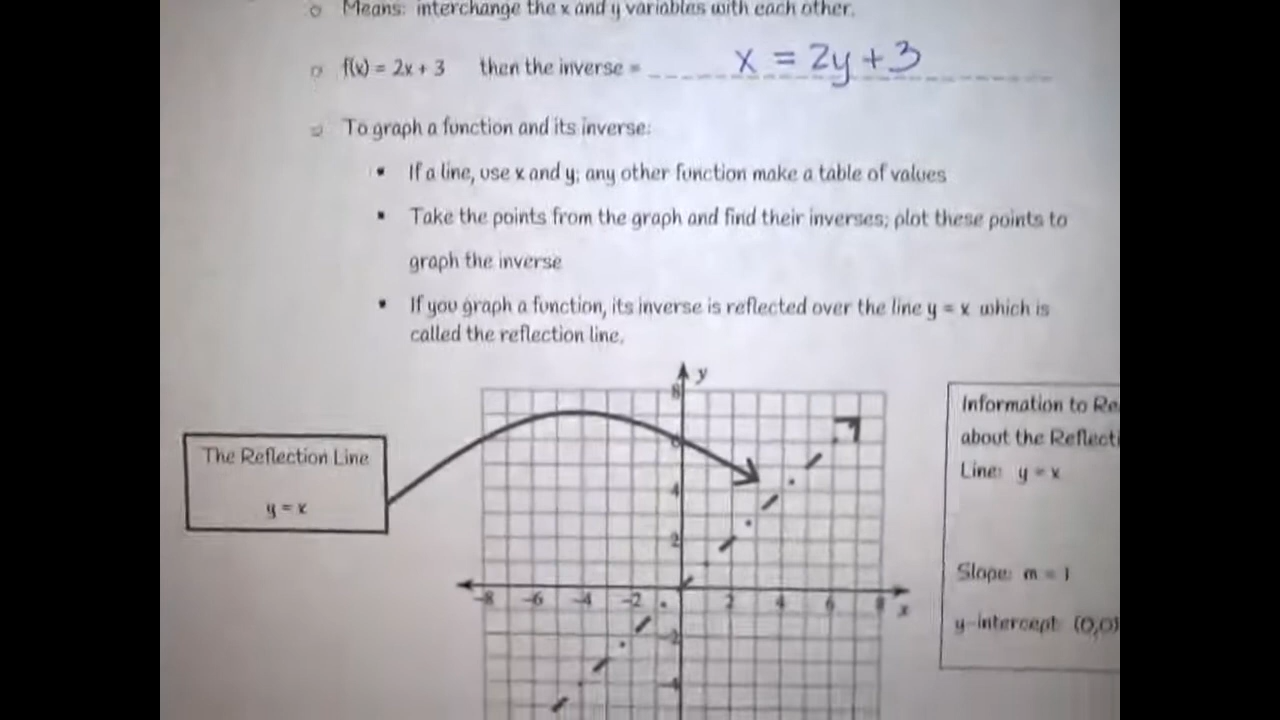 Means: interchange the x and y variables with each other.
f(x) = 2x + 3 then the inverse = x = 2y + 3
To graph a function and its inverse:
If a line, use x and y; any other function make a table of values
Take the points from the graph and find their inverses; plot these points to
graph the inverse
If you graph a function, its inverse is reflected over the line y = x which is
called the reflection line.
y
8
6
4
2
-8 -6 -4 -2 2 4 6 8 x
-2
-4
The Reflection Line
y = x
Information to Re
about the Reflecti
Line: y = x
Slope: m = 1
y-intercept: (0,0)